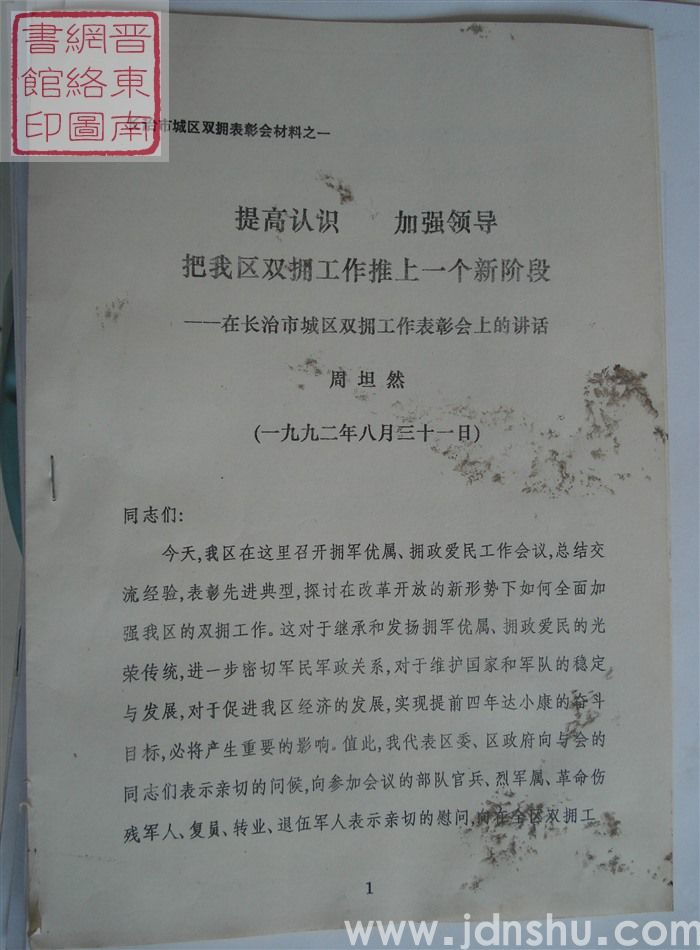 晋东南
网络图
书馆印
长治市城区双拥表彰会材料之一
提高认识 加强领导
把我区双拥工作推上一个新阶段
——在长治市城区双拥工作表彰会上的讲话
周坦然
(一九九二年八月三十一日)
同志们:
今天,我区在这里召开拥军优属、拥政爱民工作会议,总结交
流经验,表彰先进典型,探讨在改革开放的新形势下如何全面加
强我区的双拥工作。这对于继承和发扬拥军优属、拥政爱民的光
荣传统,进一步密切军民军政关系,对于维护国家和军队的稳定
与发展,对于促进我区经济的发展,实现提前四年达小康的奋斗
目标,必将产生重要的影响。值此,我代表区委、区政府向与会的
同志们表示亲切的问候,向参加会议的部队官兵、烈军属、革命伤
残军人、复员、转业、退伍军人表示亲切的慰问,向在全区双拥工
1
www.jdnshu.com